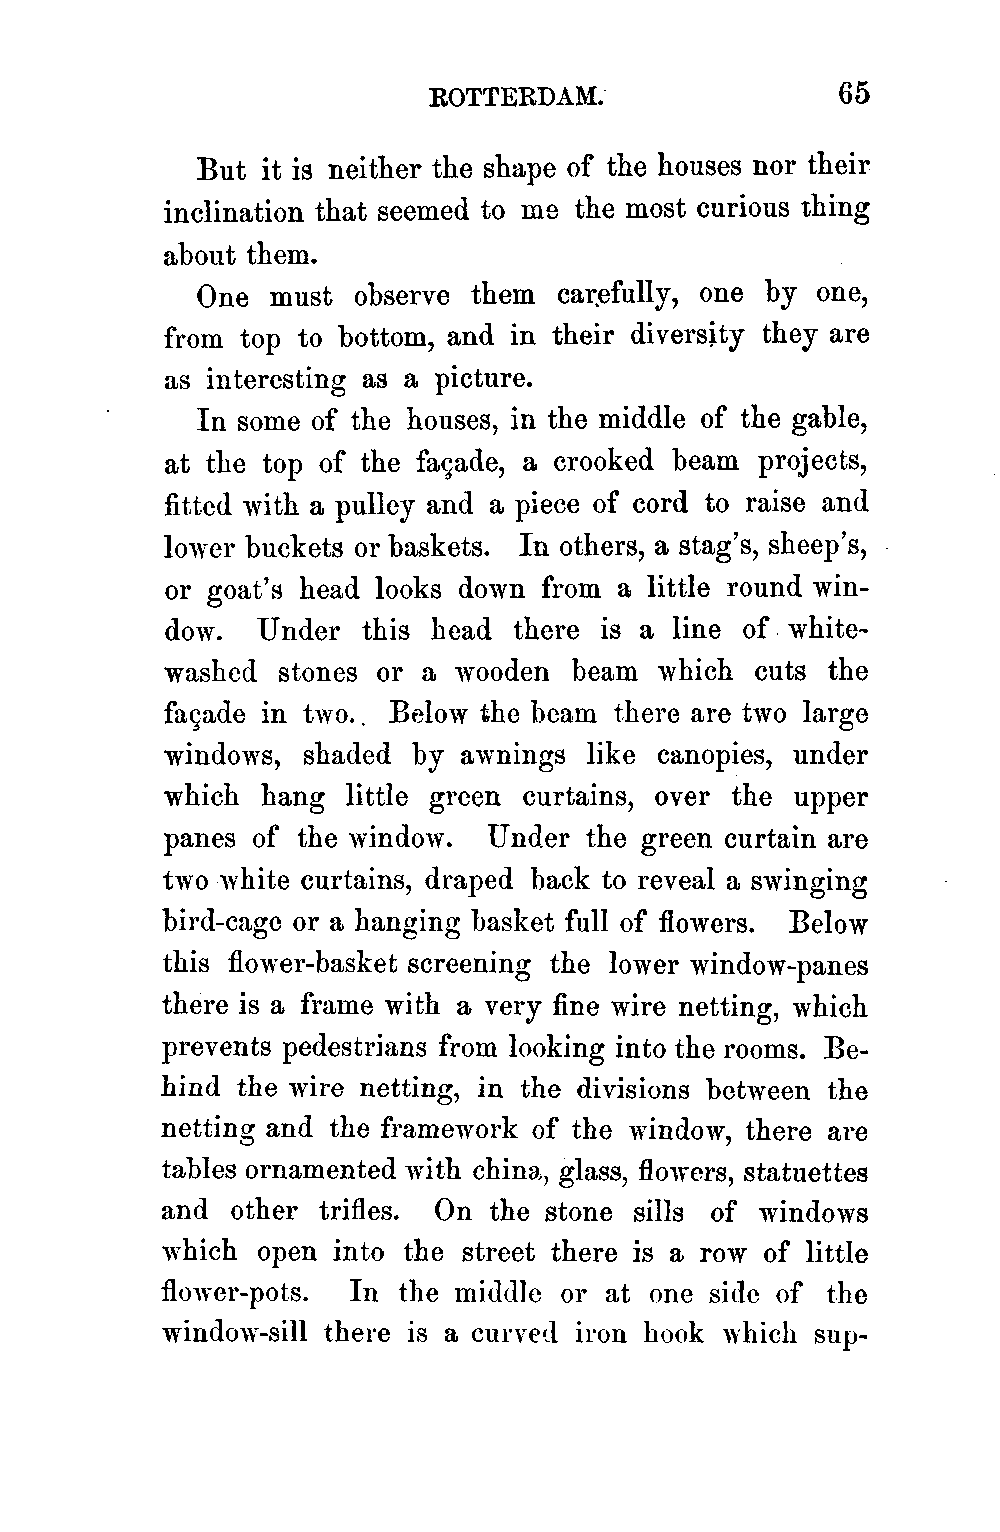 ROTTERDAM. 65
But it is neither the shape of the houses nor their
inclination that seemed to me the most curious thing
about them.
One must observe them carefully, one by one,
from top to bottom, and in their diversity they are
as interesting as a picture.
In some of the houses, in the middle of the gable,
at the top of the façade, a crooked beam projects,
fitted with a pulley and a piece of cord to raise and
lower buckets or baskets. In others, a stag's, sheep's,
or goat's head looks down from a little round win-
dow. Under this head there is a line of white-
washed stones or a wooden beam which cuts the
façade in two. Below the beam there are two large
windows, shaded by awnings like canopies, under
which hang little green curtains, over the upper
panes of the window. Under the green curtain are
two white curtains, draped back to reveal a swinging
bird-cage or a hanging basket full of flowers. Below
this flower-basket screening the lower window-panes
there is a frame with a very fine wire netting, which
prevents pedestrians from looking into the rooms. Be-
hind the wire netting, in the divisions between the
netting and the framework of the window, there are
tables ornamented with china, glass, flowers, statuettes
and other trifles. On the stone sills of windows
which open into the street there is a row of little
flower-pots. In the middle or at one side of the
window-sill there is a curved iron hook which sup-